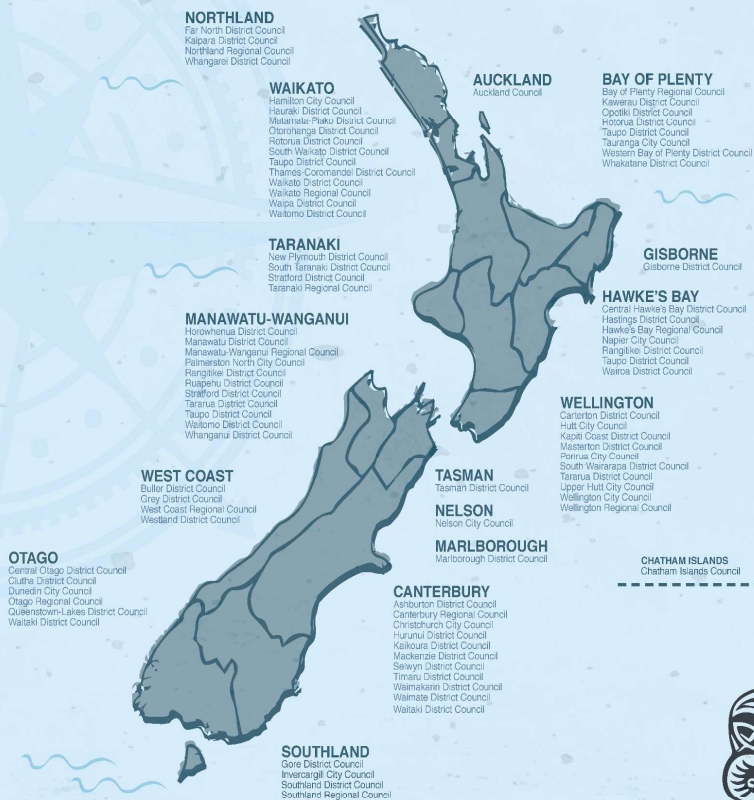 NORTHLAND
Far North District Council
Kaipara District Council
Northland Regional Council
Whangarei District Council
WAIKATO
Hamilton City Council
Hauraki District Council
Matamata-Piako District Council
Otorohanga District Council
Rotorua District Council
South Waikato District Council
Taupo District Council
Thames-Coromandel District Council
Waikato District Council
Waikato Regional Council
Waipa District Council
Waitomo District Council
AUCKLAND
Auckland Council
BAY OF PLENTY
Bay of Plenty Regional Council
Kawerau District Council
Opotiki District Council
Rotorua District Council
Taupo District Council
Tauranga City Council
Western Bay of Plenty District Council
Whakatane District Council
TARANAKI
New Plymouth District Council
South Taranaki District Council
Stratford District Council
Taranaki Regional Council
GISBORNE
Gisborne District Council
HAWKE'S BAY
Central Hawke's Bay District Council
Hastings District Council
Hawke's Bay Regional Council
Napier City Council
Rangitikei District Council
Taupo District Council
Wairoa District Council
MANAWATU-WANGANUI
Horowhenua District Council
Manawatu District Council
Manawatu-Wanganui Regional Council
Palmerston North City Council
Rangitikei District Council
Ruapehu District Council
Stratford District Council
Tararua District Council
Taupo District Council
Waitomo District Council
Whanganui District Council
WELLINGTON
Carterton District Council
Hutt City Council
Kapiti Coast District Council
Masterton District Council
Porirua City Council
South Wairarapa District Council
Tararua District Council
Upper Hutt City Council
Wellington City Council
Wellington Regional Council
WEST COAST
Buller District Council
Grey District Council
West Coast Regional Council
Westland District Council
TASMAN
Tasman District Council
NELSON
Nelson City Council
MARLBOROUGH
Marlborough District Council
OTAGO
Central Otago District Council
Clutha District Council
Dunedin City Council
Otago Regional Council
Queenstown-Lakes District Council
Waitaki District Council
CHATHAM ISLANDS
Chatham Islands Council
CANTERBURY
Ashburton District Council
Canterbury Regional Council
Christchurch City Council
Hurunui District Council
Kaikoura District Council
Mackenzie District Council
Selwyn District Council
Timaru District Council
Waimakariri District Council
Waimate District Council
Waitaki District Council
SOUTHLAND
Gore District Council
Invercargill City Council
Southland District Council
Southland Regional Council